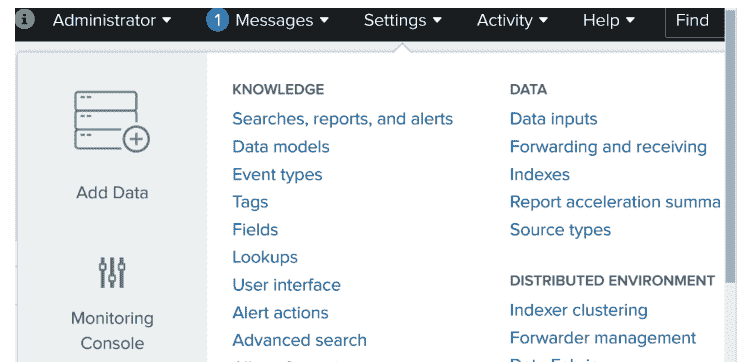 Administrator Messages Settings Activity Help Find
1
Add Data
Monitoring
Console
KNOWLEDGE
Searches, reports, and alerts
Data models
Event types
Tags
Fields
Lookups
User interface
Alert actions
Advanced search
DATA
Data inputs
Forwarding and receiving
Indexes
Report acceleration summa
Source types
DISTRIBUTED ENVIRONMENT
Indexer clustering
Forwarder management